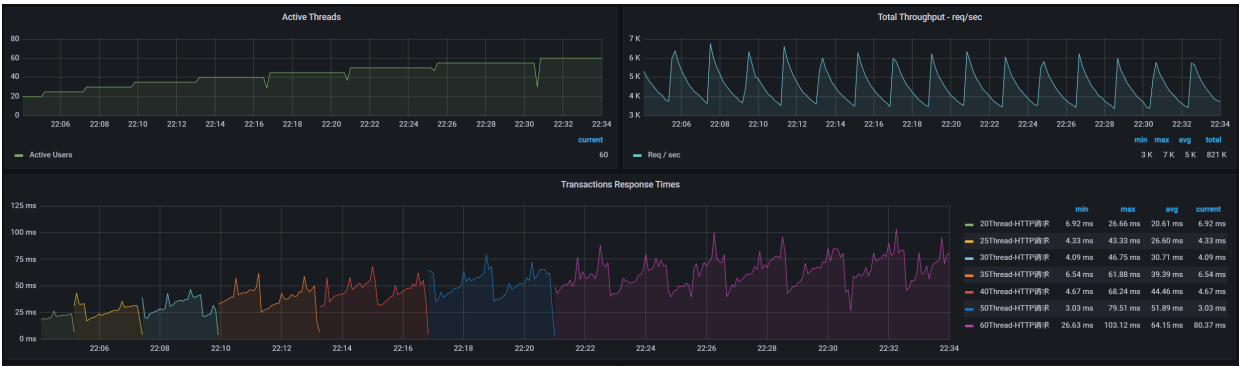 Active Threads
80
60
40
20
0
22:06 22:08 22:10 22:12 22:14 22:16 22:18 22:20 22:22 22:24 22:26 22:28 22:30 22:32 22:34
current
Active Users 60
Total Throughput - req/sec
7 K
6 K
5 K
4 K
3 K
22:06 22:08 22:10 22:12 22:14 22:16 22:18 22:20 22:22 22:24 22:26 22:28 22:30 22:32 22:34
min max avg total
Req / sec 3 K 7 K 5 K 821 K
Transactions Response Times
125 ms
100 ms
75 ms
50 ms
25 ms
0 ms
22:06 22:08 22:10 22:12 22:14 22:16 22:18 22:20 22:22 22:24 22:26 22:28 22:30 22:32 22:34
min max avg current
20Thread-HTTP请求 6.92 ms 26.66 ms 20.61 ms 6.92 ms
25Thread-HTTP请求 4.33 ms 43.33 ms 26.60 ms 4.33 ms
30Thread-HTTP请求 4.09 ms 46.75 ms 30.71 ms 4.09 ms
35Thread-HTTP请求 6.54 ms 61.88 ms 39.39 ms 6.54 ms
40Thread-HTTP请求 4.67 ms 68.24 ms 44.46 ms 4.67 ms
50Thread-HTTP请求 3.03 ms 79.51 ms 51.89 ms 3.03 ms
60Thread-HTTP请求 26.63 ms 103.12 ms 64.15 ms 80.37 ms